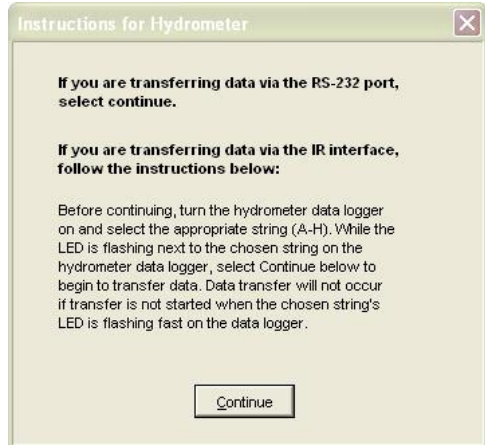 Instructions for Hydrometer
If you are transferring data via the RS-232 port,
select continue.
If you are transferring data via the IR interface,
follow the instructions below:
Before continuing, turn the hydrometer data logger
on and select the appropriate string (A-H). While the
LED is flashing next to the chosen string on the
hydrometer data logger, select Continue below to
begin to transfer data. Data transfer will not occur
if transfer is not started when the chosen string's
LED is flashing fast on the data logger.
Continue